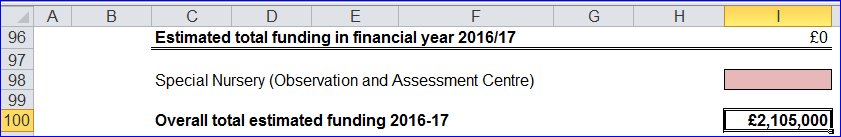 A B C D E F G H I
96 Estimated total funding in financial year 2016/17 £0
97
98 Special Nursery (Observation and Assessment Centre)
99
100 Overall total estimated funding 2016-17 £2,105,000